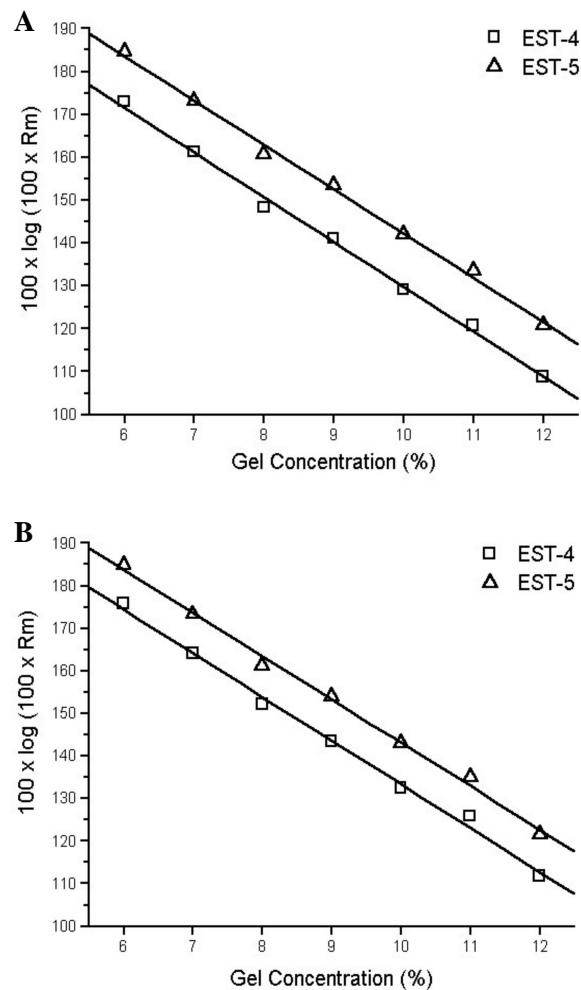 A
EST-4
EST-5
190
180
170
160
150
140
130
120
110
100
100 x log (100 x Rm)
6 7 8 9 10 11 12
Gel Concentration (%)
B
EST-4
EST-5
190
180
170
160
150
140
130
120
110
100
100 x log (100 x Rm)
6 7 8 9 10 11 12
Gel Concentration (%)